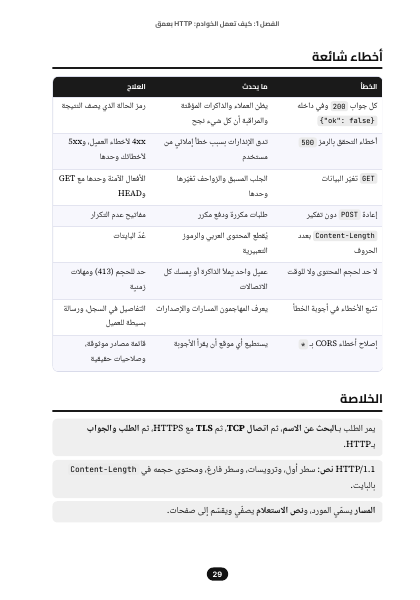 الفصل 1: كيف تعمل الخوادم: HTTP بعمق
أخطاء شائعة
الخطأ ما يحدث العلاج
كل جواب 200 وفي داخله يظن العملاء والذاكرات المؤقتة رمز الحالة الذي يصف النتيجة
{"ok": false} والمراقبة أن كل شيء نجح
أخطاء التحقق بالرمز 500 تدق الإنذارات بسبب خطأ إملائي من 4xx لأخطاء العميل، و5xx
مستخدم لأخطائك وحدها
GET تغيّر البيانات الجلب المسبق والزواحف تغيّرها الأفعال الآمنة وحدها مع GET
وحدها وHEAD
إعادة POST دون تفكير طلبات مكررة ودفع مكرر مفاتيح عدم التكرار
Content-Length بعدد يُقطع المحتوى العربي والرموز عُدّ البايتات
الحروف التعبيرية
لا حد لحجم المحتوى ولا للوقت عميل واحد يملأ الذاكرة أو يمسك كل حد للحجم (413) ومهلات
الاتصالات زمنية
تتبع الأخطاء في أجوبة الخطأ يعرف المهاجمون المسارات والإصدارات التفاصيل في السجل، ورسالة
بسيطة للعميل
إصلاح أخطاء CORS بـ * يستطيع أي موقع أن يقرأ الأجوبة قائمة مصادر موثوقة،
وصلاحيات حقيقية
الخلاصة
يمر الطلب بـالبحث عن الاسم، ثم اتصال TCP، ثم TLS مع HTTPS، ثم الطلب والجواب
بـHTTP.
HTTP/1.1 نص: سطر أول، وترويسات، وسطر فارغ، ومحتوى حجمه في Content-Length
بالبايت.
المسار يسمّي المورد، ونص الاستعلام يصفّي ويقسّم إلى صفحات.
29